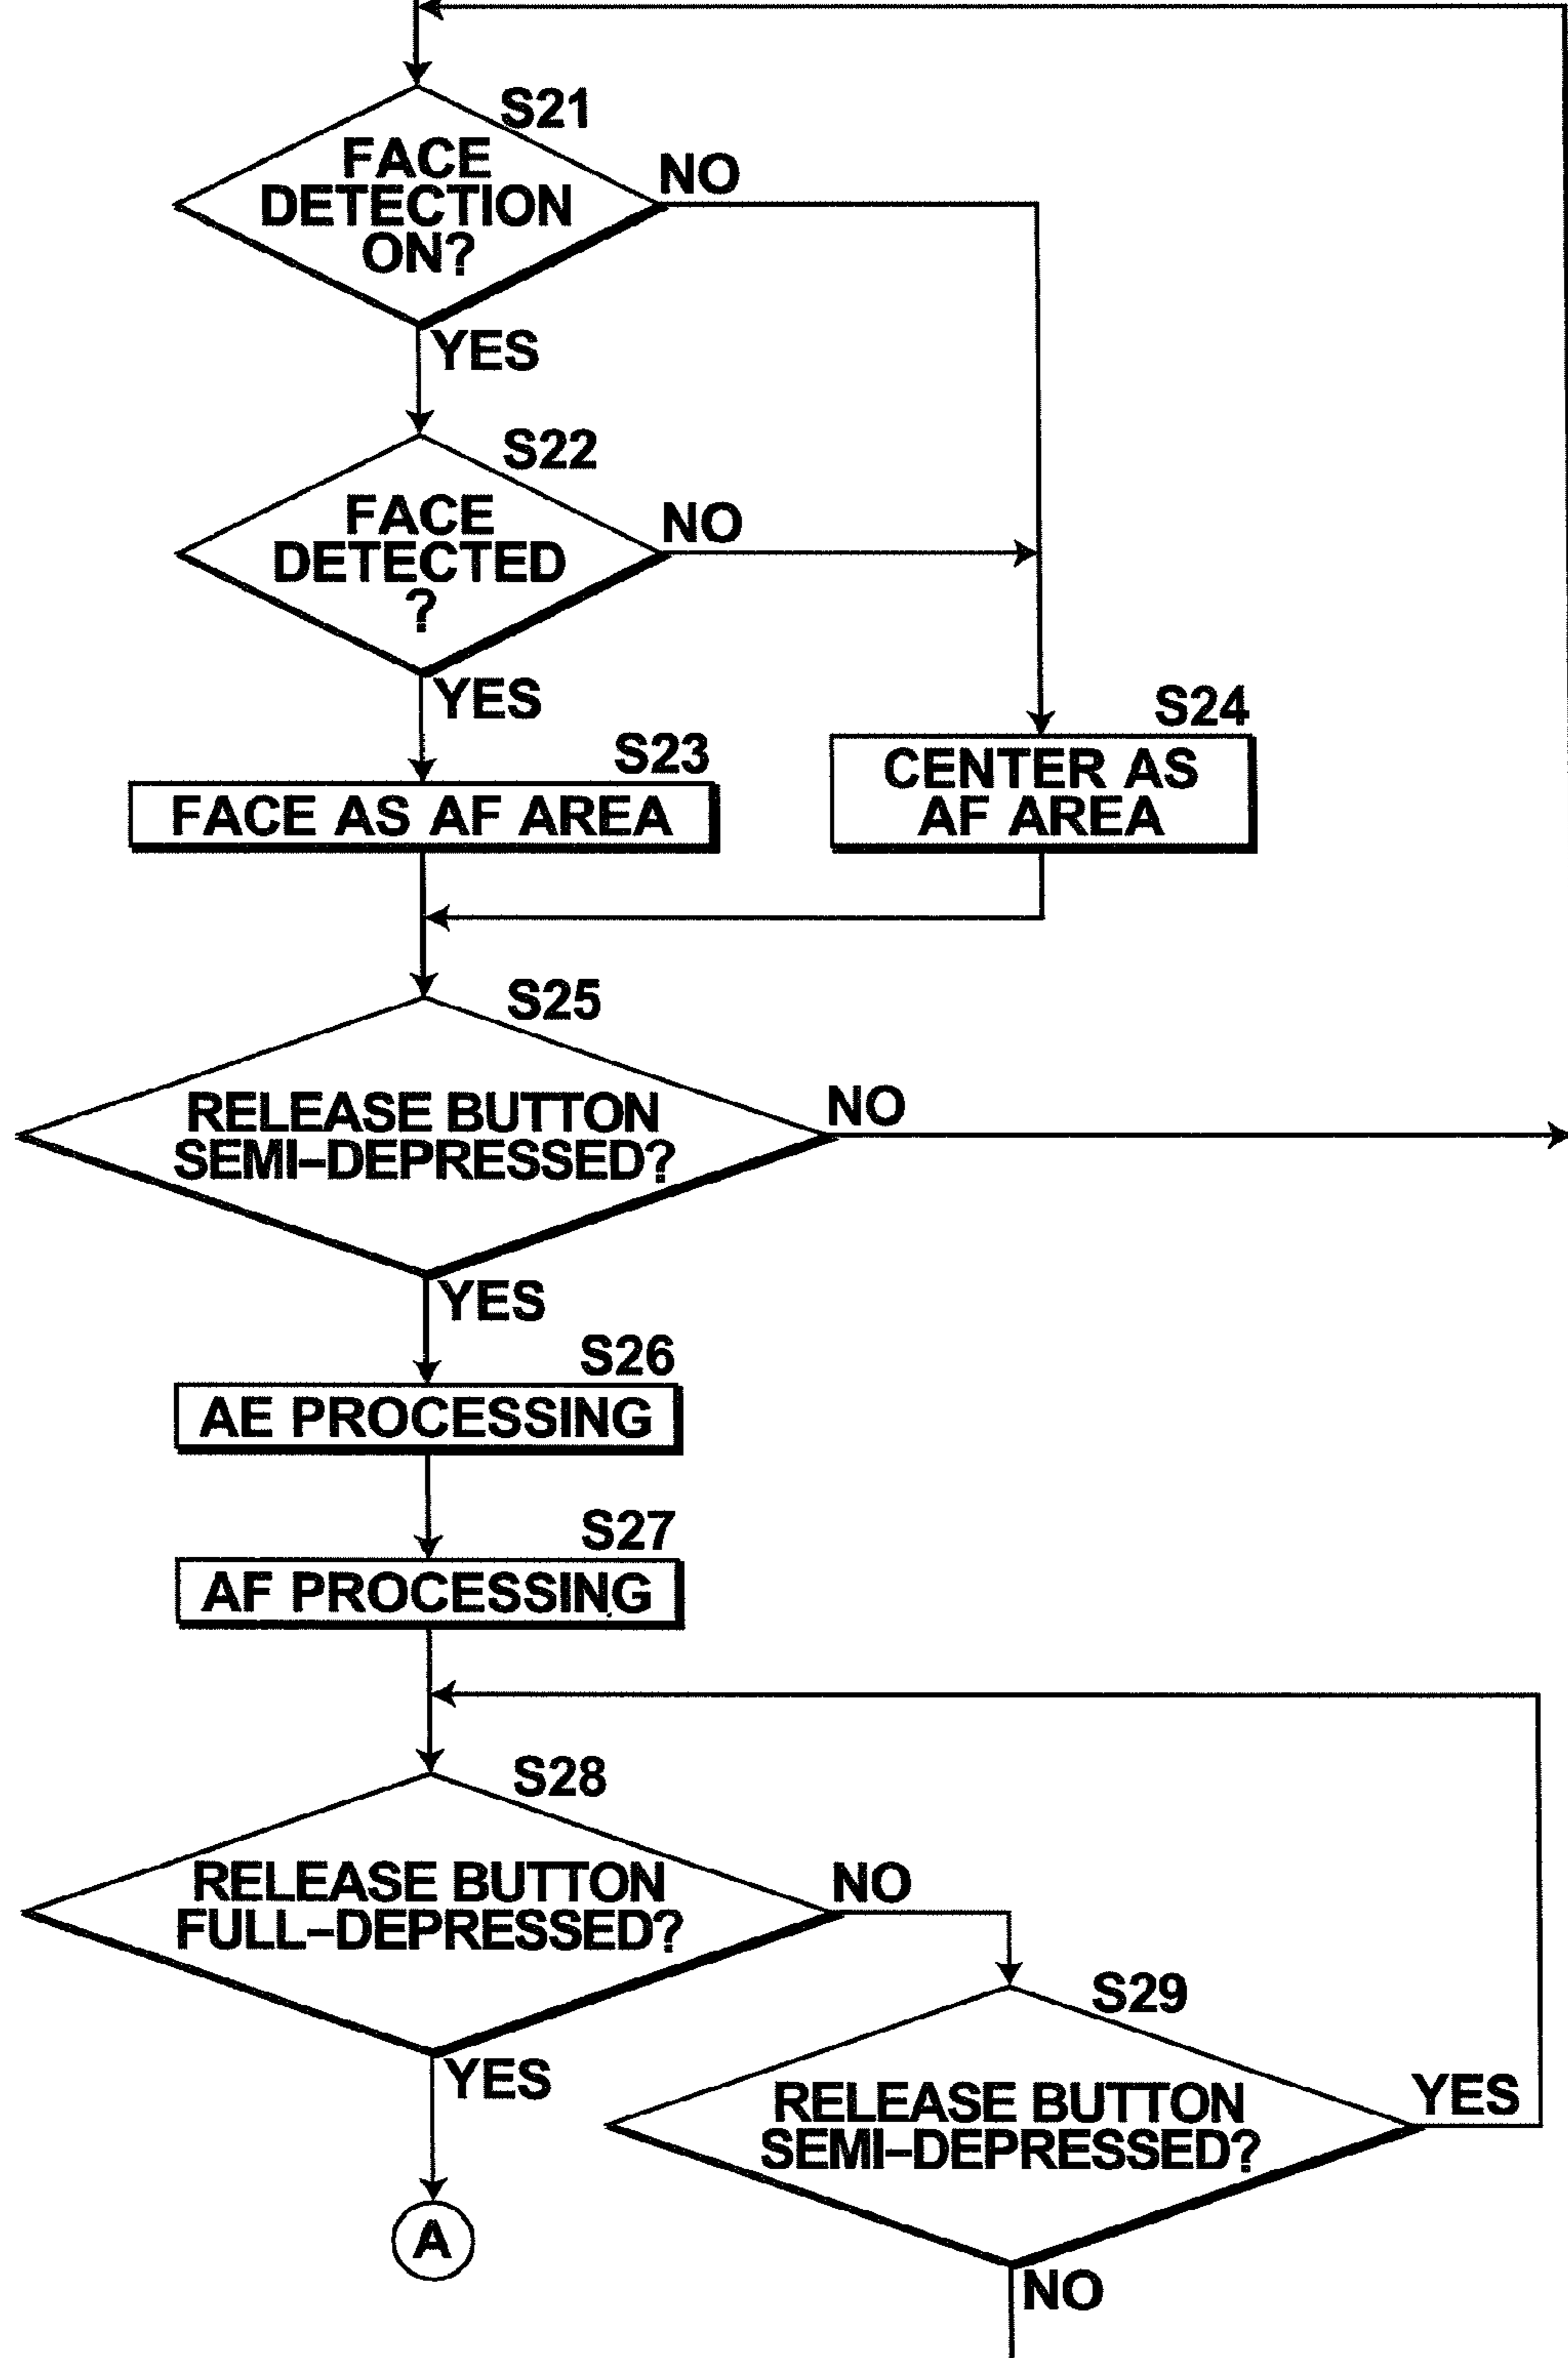 S21
FACE
DETECTION
ON?
NO
YES
S22
FACE
DETECTED
?
NO
YES
S23
FACE AS AF AREA
S24
CENTER AS
AF AREA
S25
RELEASE BUTTON
SEMI-DEPRESSED?
NO
YES
S26
AE PROCESSING
S27
AF PROCESSING
S28
RELEASE BUTTON
FULL-DEPRESSED?
NO
YES
S29
RELEASE BUTTON
SEMI-DEPRESSED?
YES
NO
A